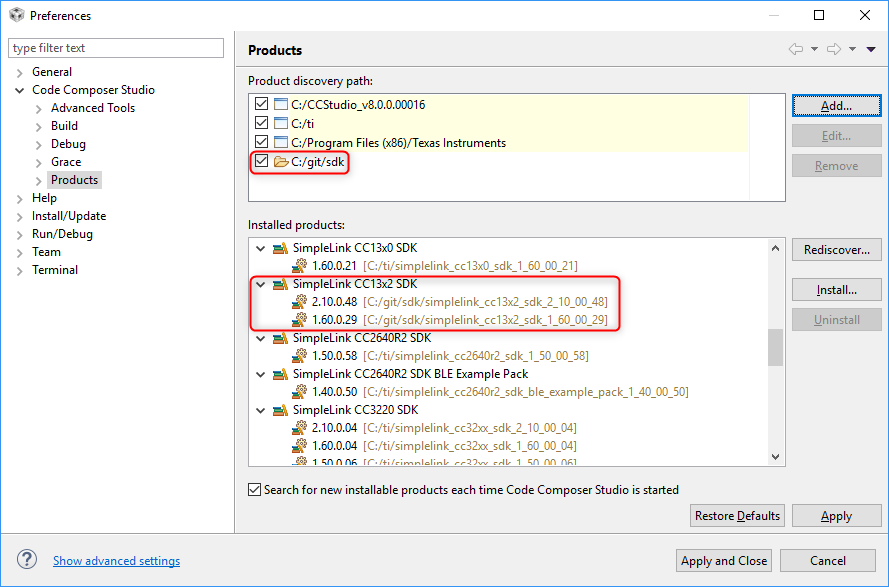 Preferences
type filter text
General
Code Composer Studio
Advanced Tools
Build
Debug
Grace
Products
Help
Install/Update
Run/Debug
Team
Terminal
Products
Product discovery path:
C:/CCStudio_v8.0.0.00016
C:/ti
C:/Program Files (x86)/Texas Instruments
C:/git/sdk
Add...
Edit...
Remove
Installed products:
SimpleLink CC13x0 SDK
1.60.0.21 [C:/ti/simplelink_cc13x0_sdk_1_60_00_21]
SimpleLink CC13x2 SDK
2.10.0.48 [C:/git/sdk/simplelink_cc13x2_sdk_2_10_00_48]
1.60.0.29 [C:/git/sdk/simplelink_cc13x2_sdk_1_60_00_29]
SimpleLink CC2640R2 SDK
1.50.0.58 [C:/ti/simplelink_cc2640r2_sdk_1_50_00_58]
SimpleLink CC2640R2 SDK BLE Example Pack
1.40.0.50 [C:/ti/simplelink_cc2640r2_sdk_ble_example_pack_1_40_00_50]
SimpleLink CC3220 SDK
2.10.0.04 [C:/ti/simplelink_cc32xx_sdk_2_10_00_04]
1.60.0.04 [C:/ti/simplelink_cc32xx_sdk_1_60_00_04]
1.50.0.06 [C:/ti/simplelink_cc32xx_sdk_1_50_00_06]
Rediscover...
Install...
Uninstall
Search for new installable products each time Code Composer Studio is started
Restore Defaults
Apply
? Show advanced settings
Apply and Close
Cancel